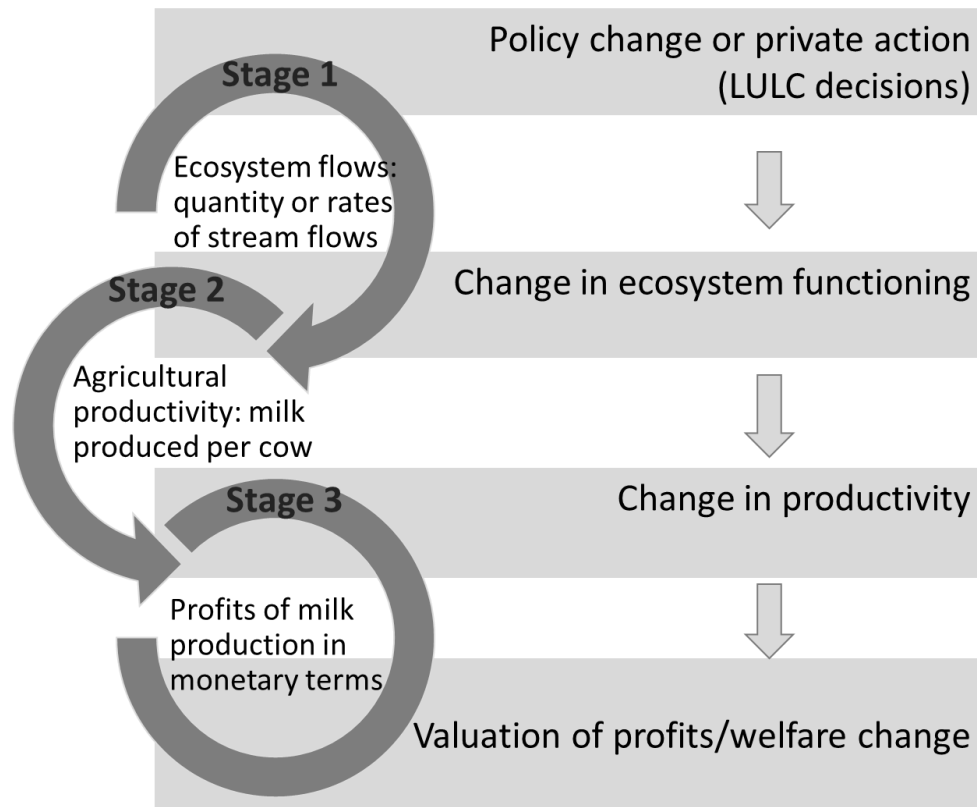 Policy change or private action
(LULC decisions)
Stage 1
Ecosystem flows:
quantity or rates
of stream flows
Change in ecosystem functioning
Stage 2
Agricultural
productivity: milk
produced per cow
Change in productivity
Stage 3
Profits of milk
production in
monetary terms
Valuation of profits/welfare change